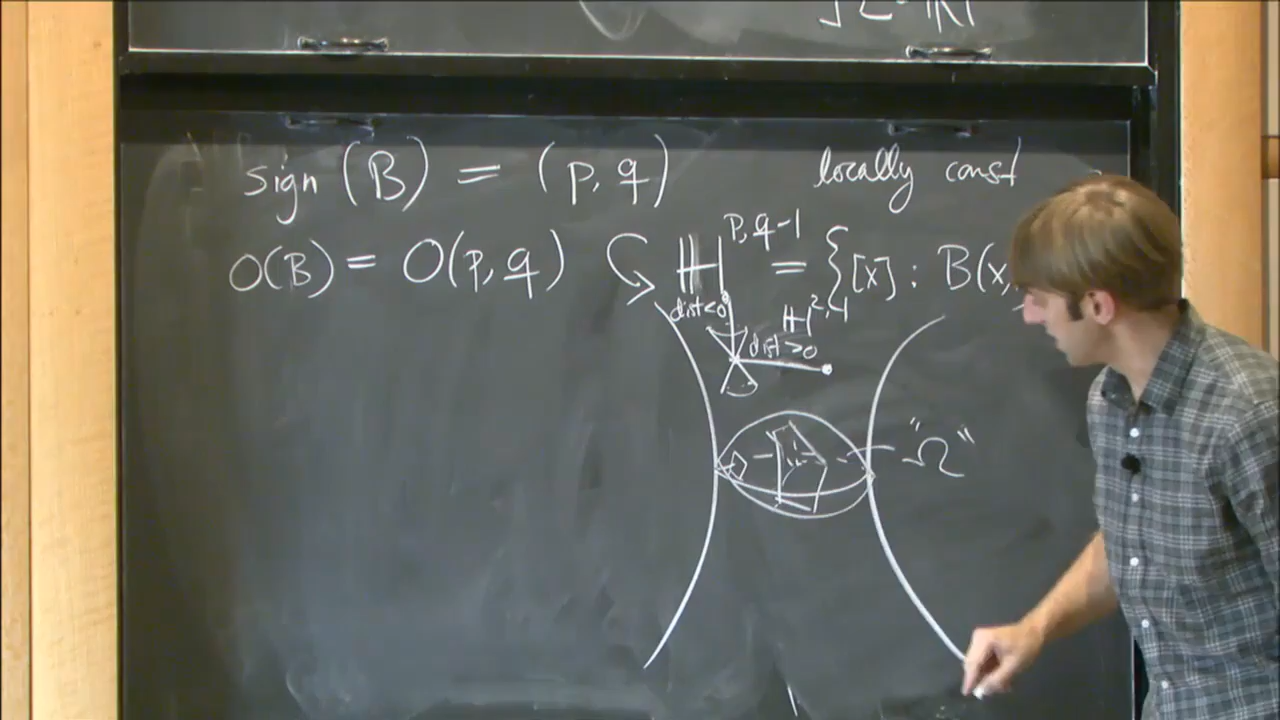 sign (B) = (p, q)
locally const
O(B) = O(p, q) ℍ^{p, q-1} = {[x] : B(x,
dist<0
ℍ^{2,1}
dist >0
"Ω"